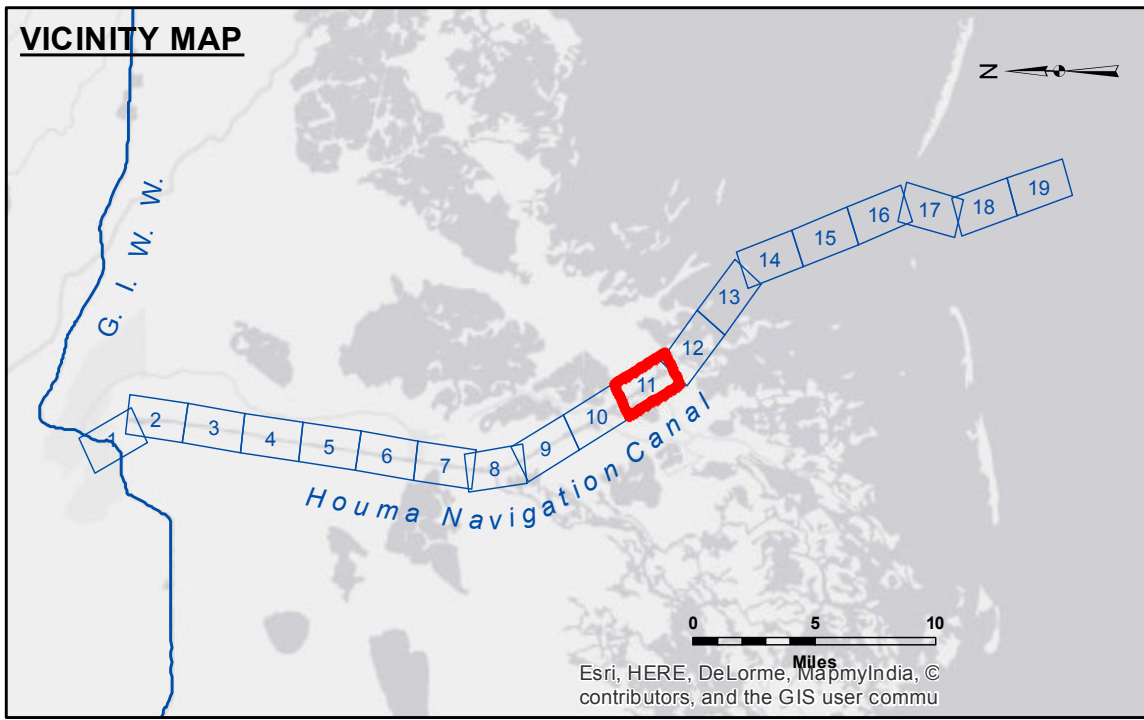 VICINITY MAP
N
G. I. W. W.
1
2
3
4
5
6
7
8
9
10
11
12
13
14
15
16
17
18
19
Houma Navigation Canal
0 5 10
Miles
Esri, HERE, DeLorme, MapmyIndia, ©
contributors, and the GIS user commu